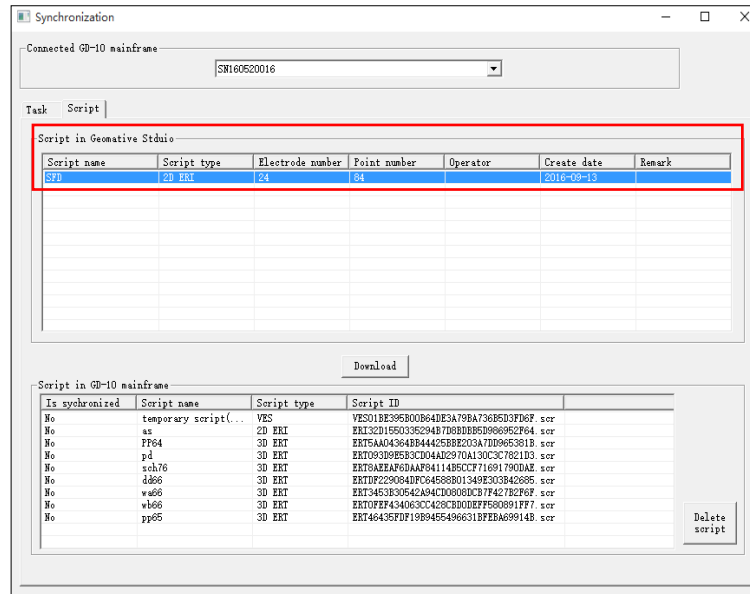 Synchronization
Connected GD-10 mainframe
SN160520016
Task Script
Script in Geomative Stduio
Script name Script type Electrode number Point number Operator Create date Remark
SFD 2D ERI 24 84 2016-09-13
Download
Script in GD-10 mainframe
Is sychronized Script name Script type Script ID
No temporary script(... VES VES01BE395B00B64DE3A79BA736B5D3FD6F.scr
No as 2D ERI ERI32D1550335294B7D8BDBB5D986952F64.scr
No PP64 3D ERT ERT5AA04364BB44425BBE203A7DD965381B.scr
No pd 3D ERT ERT093D9E5B3CD04AD2970A130C3C7821D3.scr
No sch76 3D ERT ERT8AEEAF6DAAF84114B5CCF71691790DAE.scr
No dd66 3D ERT ERTDF229084DFC64588B01349E303B42685.scr
No wa66 3D ERT ERT3453B30542A94CD0808DCB7F427B2F6F.scr
No wb66 3D ERT ERT0FEF434063CC428CBD0DEFF580891FF7.scr
No pp65 3D ERT ERT46435FDF19B9455496631BFEBA69914B.scr
Delete
script